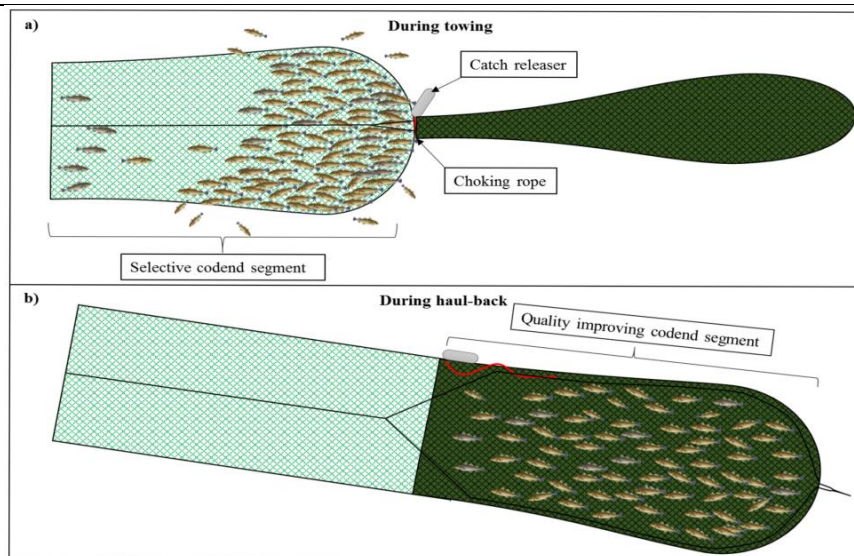 a)
During towing
Catch releaser
Choking rope
Selective codend segment
b)
During haul-back
Quality improving codend segment